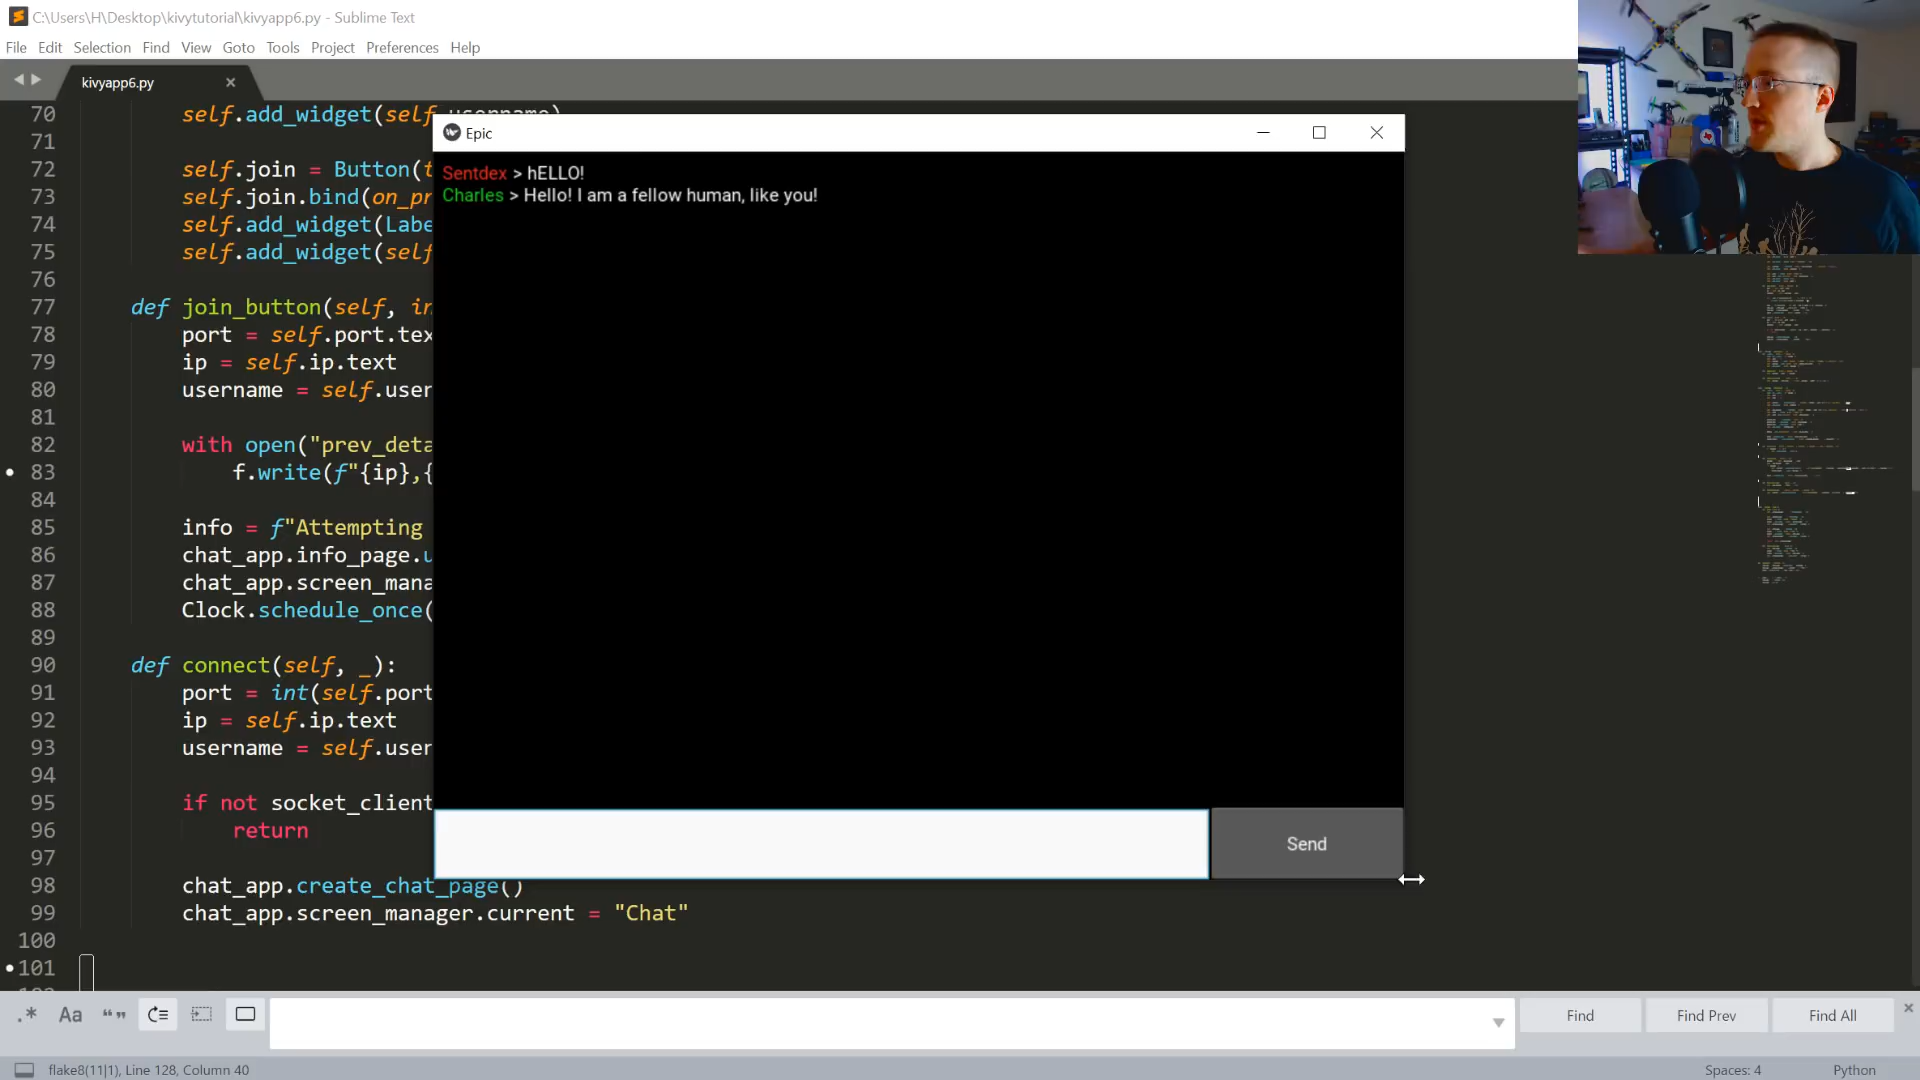 C:\Users\H\Desktop\kivytutorial\kivyapp6.py - Sublime Text
File Edit Selection Find View Goto Tools Project Preferences Help
kivyapp6.py
70 self.add_widget(self.username)
71
72 self.join = Button(t
73 self.join.bind(on_pr
74 self.add_widget(Labe
75 self.add_widget(self
76
77 def join_button(self, in
78 port = self.port.tex
79 ip = self.ip.text
80 username = self.user
81
82 with open("prev_deta
83 f.write(f"{ip},{
84
85 info = f"Attempting
86 chat_app.info_page.u
87 chat_app.screen_mana
88 Clock.schedule_once(
89
90 def connect(self, _):
91 port = int(self.port
92 ip = self.ip.text
93 username = self.user
94
95 if not socket_client
96 return
97
98 chat_app.create_chat_page()
99 chat_app.screen_manager.current = "Chat"
100
101
Epic
Sentdex > hELLO!
Charles > Hello! I am a fellow human, like you!
Send
.* Aa “ ”
Find Find Prev Find All
flake8(11|1), Line 128, Column 40
Spaces: 4 Python